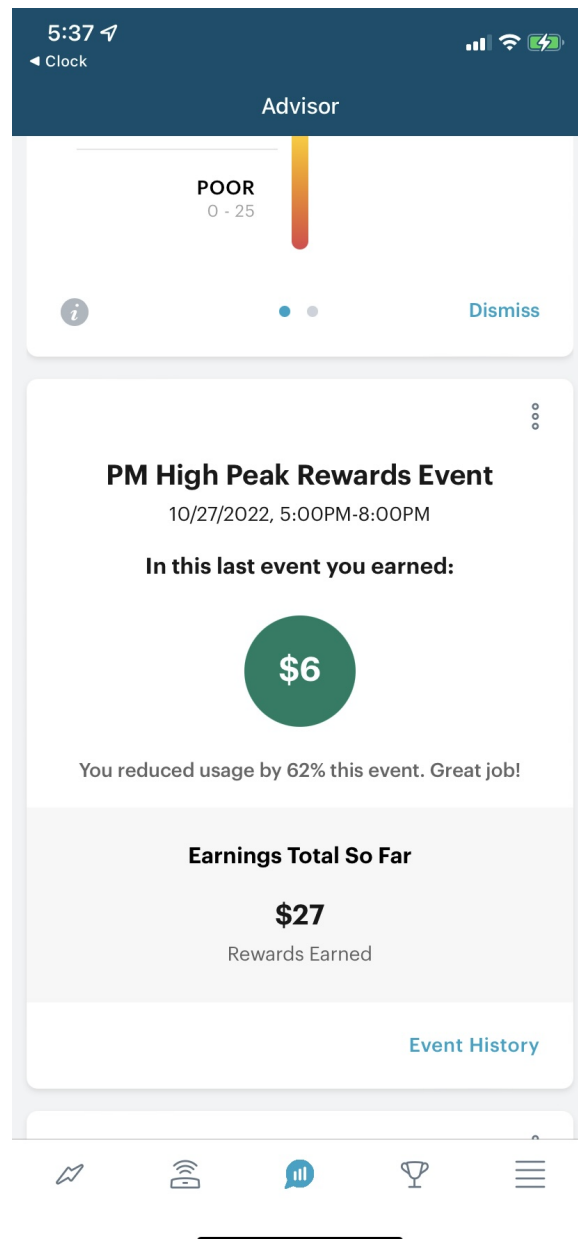 5:37
◀ Clock
Advisor
POOR
0 - 25
i
Dismiss
PM High Peak Rewards Event
10/27/2022, 5:00PM-8:00PM
In this last event you earned:
$6
You reduced usage by 62% this event. Great job!
Earnings Total So Far
$27
Rewards Earned
Event History